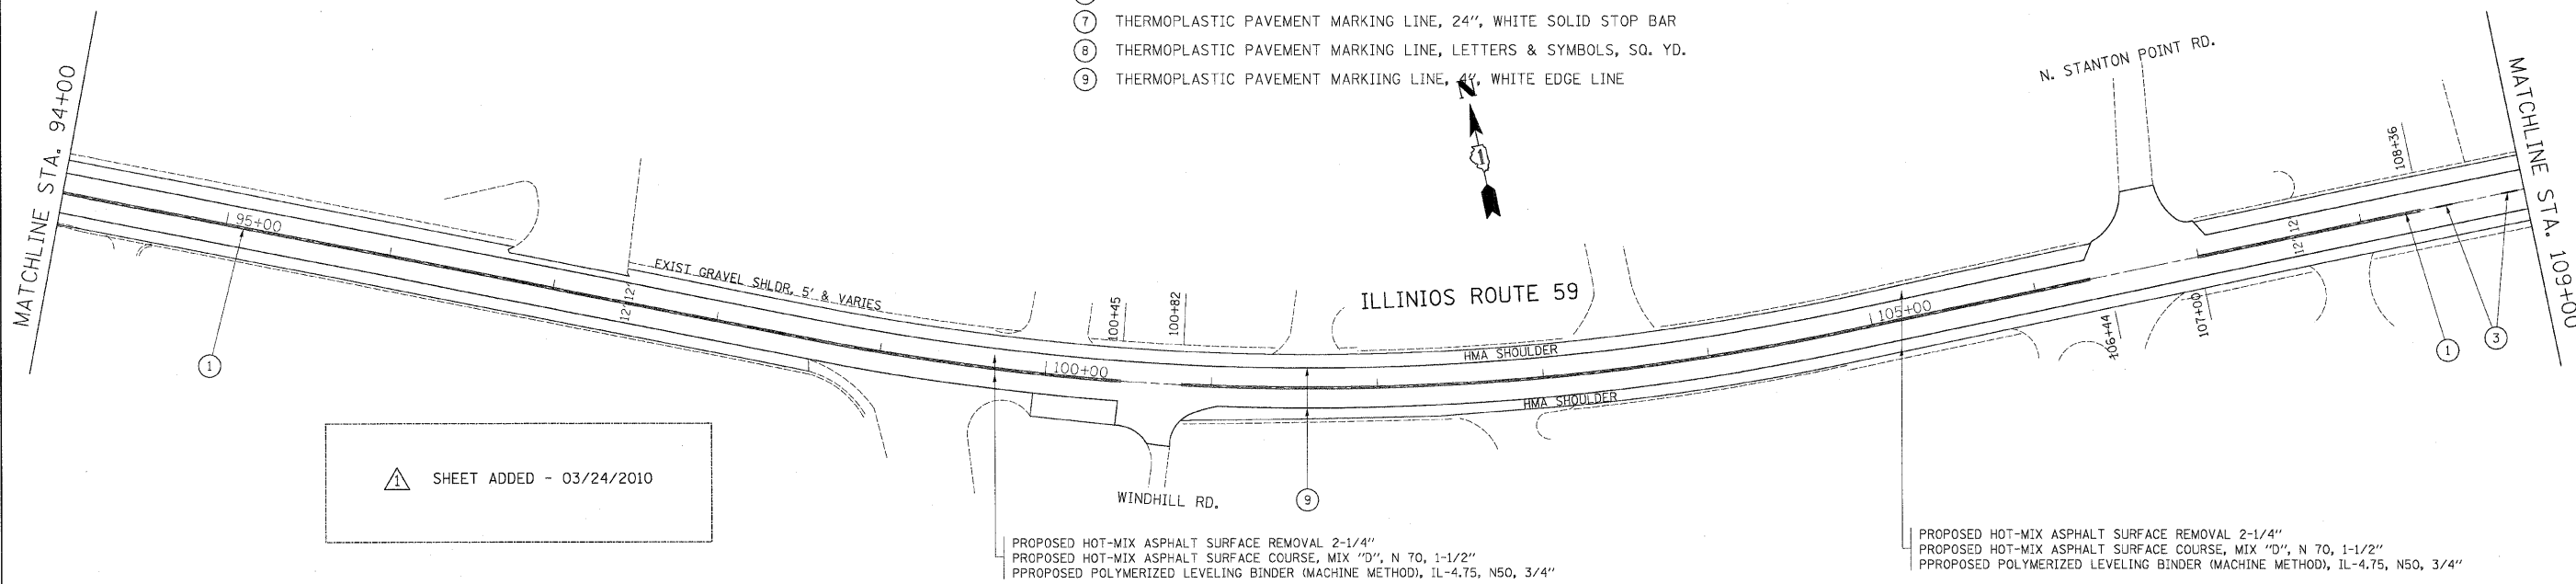 7 THERMOPLASTIC PAVEMENT MARKING LINE, 24", WHITE SOLID STOP BAR
8 THERMOPLASTIC PAVEMENT MARKING LINE, LETTERS & SYMBOLS, SQ. YD.
9 THERMOPLASTIC PAVEMENT MARKIING LINE, 4", WHITE EDGE LINE
N
1
N. STANTON POINT RD.
MATCHLINE STA. 94+00
MATCHLINE STA. 109+00
95+00
EXIST GRAVEL SHLDR, 5' & VARIES
12' 12'
100+45
100+82
ILLINIOS ROUTE 59
108+36
12' 12'
105+00
107+00
106+44
100+00
HMA SHOULDER
HMA SHOULDER
1
1
3
9
WINDHILL RD.
1 SHEET ADDED - 03/24/2010
PROPOSED HOT-MIX ASPHALT SURFACE REMOVAL 2-1/4"
PROPOSED HOT-MIX ASPHALT SURFACE COURSE, MIX "D", N 70, 1-1/2"
PPROPOSED POLYMERIZED LEVELING BINDER (MACHINE METHOD), IL-4.75, N50, 3/4"
PROPOSED HOT-MIX ASPHALT SURFACE REMOVAL 2-1/4"
PROPOSED HOT-MIX ASPHALT SURFACE COURSE, MIX "D", N 70, 1-1/2"
PPROPOSED POLYMERIZED LEVELING BINDER (MACHINE METHOD), IL-4.75, N50, 3/4"